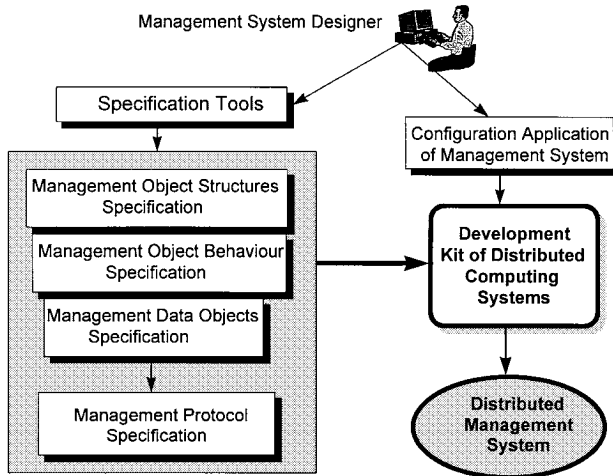 Management System Designer
Specification Tools
Configuration Application
of Management System
Management Object Structures
Specification
Management Object Behaviour
Specification
Management Data Objects
Specification
Management Protocol
Specification
Development
Kit of Distributed
Computing
Systems
Distributed
Management
System